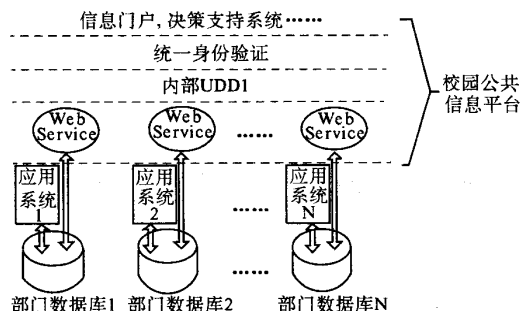 信息门户,决策支持系统……
统一身份验证
内部UDD1
校园公共
信息平台
Web Service
Web Service
……
Web Service
应用系统1
应用系统2
……
应用系统N
……
部门数据库1 部门数据库2 部门数据库N